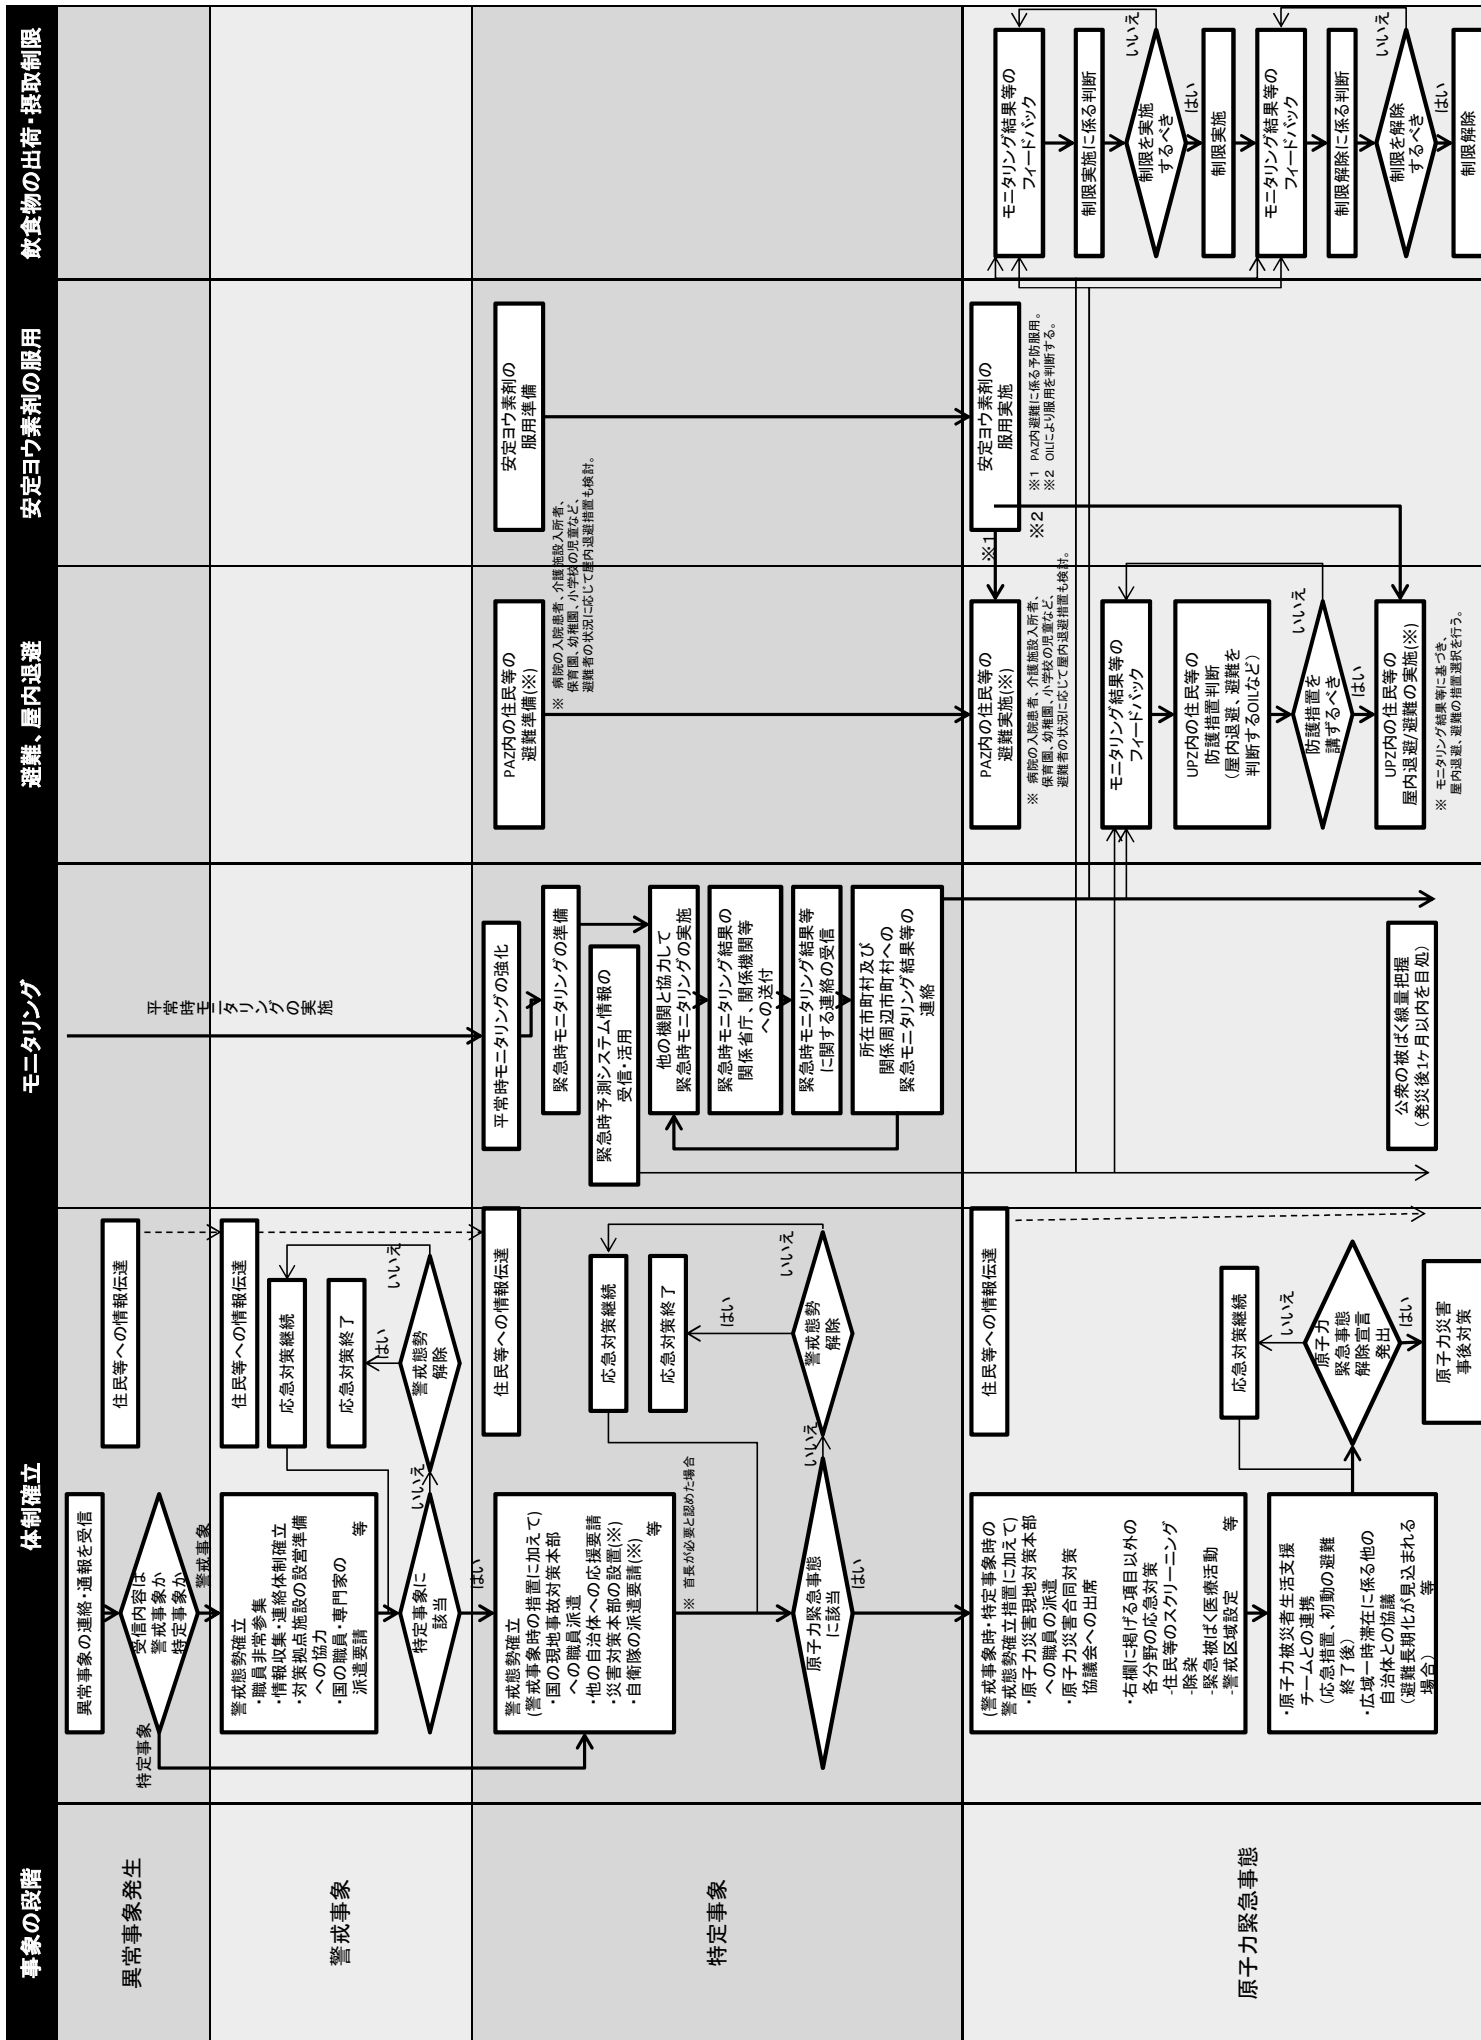 事象の段階
体制確立
モニタリング
避難、屋内退避
安定ヨウ素剤の服用
飲食物の出荷・摂取制限
異常事象発生
異常事象の連絡・通報を受信
受信内容は
警戒事象か
特定事象か
特定事象
警戒事象
住民等への情報伝達
平常時モニタリングの実施
警戒事象
警戒態勢確立
・職員非常参集
・情報収集・連絡体制確立
・対策拠点施設の設営準備
への協力
・国の職員・専門家の
派遣要請
等
特定事象に
該当
いいえ
はい
住民等への情報伝達
応急対策継続
応急対策終了
はい
警戒態勢
解除
いいえ
特定事象
警戒態勢確立
(警戒事象時の措置に加えて)
・国の現地事故対策本部
への職員派遣
・他の自治体への応援要請
・災害対策本部の設置(※)
・自衛隊の派遣要請(※)
等
※ 首長が必要と認めた場合
原子力緊急事態
に該当
いいえ
はい
住民等への情報伝達
応急対策継続
応急対策終了
はい
警戒態勢
解除
いいえ
平常時モニタリングの強化
緊急時モニタリングの準備
緊急時予測システム情報の
受信・活用
他の機関と協力して
緊急時モニタリングの実施
緊急時モニタリング結果の
関係省庁、関係機関等
への送付
緊急時モニタリング結果等
に関する連絡の受信
所在市町村及び
関係周辺市町村への
緊急モニタリング結果等の
連絡
PAZ内の住民等の
避難準備(※)
※ 病院の入院患者、介護施設入所者、
保育園、幼稚園、小学校の児童など、
避難者の状況に応じて屋内退避措置も検討。
安定ヨウ素剤の
服用準備
原子力緊急事態
(警戒事象時・特定事象時の
警戒態勢確立措置に加えて)
・原子力災害現地対策本部
への職員の派遣
・原子力災害合同対策
協議会への出席
・右欄に掲げる項目以外の
各分野の応急対策
-住民等のスクリーニング
-除染
-緊急被ばく医療活動
-警戒区域設定
等
・原子力被災者生活支援
チームとの連携
（応急措置、初動の避難
終了後）
・広域一時滞在に係る他の
自治体との協議
（避難長期化が見込まれる
場合）
等
住民等への情報伝達
応急対策継続
いいえ
原子力
緊急事態
解除宣言
発出
はい
原子力災害
事後対策
公衆の被ばく線量把握
（発災後1ヶ月以内を目処）
PAZ内の住民等の
避難実施(※)
※ 病院の入院患者、介護施設入所者、
保育園、幼稚園、小学校の児童など、
避難者の状況に応じて屋内退避措置も検討。
モニタリング結果等の
フィードバック
UPZ内の住民等の
防護措置判断
（屋内退避、避難を
判断するOILなど）
防護措置を
講ずるべき
いいえ
はい
UPZ内の住民等の
屋内退避/避難の実施(※)
※ モニタリング結果等に基づき、
屋内退避、避難の措置選択を行う。
安定ヨウ素剤の
服用実施
※1
※2
※1 PAZ内避難に係る予防服用。
※2 OILにより服用を判断する。
モニタリング結果等の
フィードバック
制限実施に係る判断
制限を実施
するべき
いいえ
はい
制限実施
モニタリング結果等の
フィードバック
制限解除に係る判断
制限を解除
するべき
いいえ
はい
制限解除